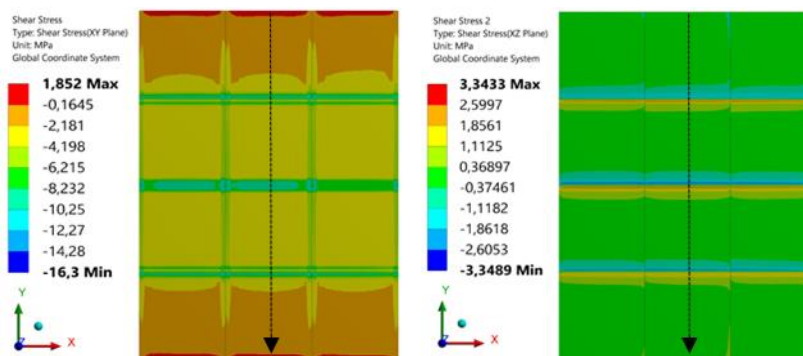 Shear Stress
Type: Shear Stress(XY Plane)
Unit: MPa
Global Coordinate System
1,852 Max
-0,1645
-2,181
-4,198
-6,215
-8,232
-10,25
-12,27
-14,28
-16,3 Min
Y
Z
X
Shear Stress 2
Type: Shear Stress(XZ Plane)
Unit: MPa
Global Coordinate System
3,3433 Max
2,5997
1,8561
1,1125
0,36897
-0,37461
-1,1182
-1,8618
-2,6053
-3,3489 Min
Y
Z
X